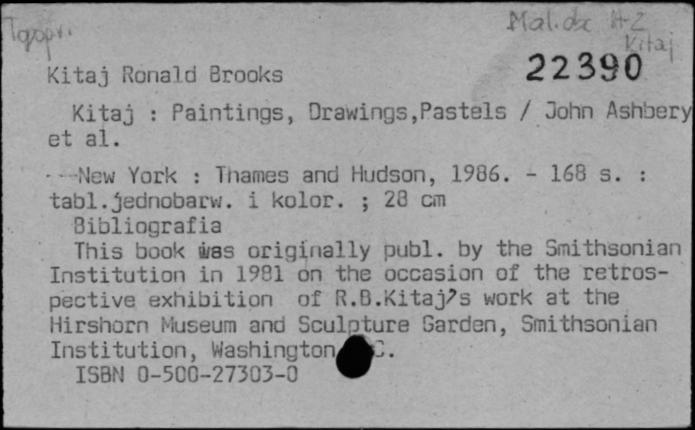 Topopr.
Mal. obc A-Z
Kitaj
22390
Kitaj Ronald Brooks
Kitaj : Paintings, Drawings,Pastels / John Ashbery
et al.
--New York : Thames and Hudson, 1986. - 168 s. :
tabl.jednobarw. i kolor. ; 28 cm
Bibliografia
This book was originally publ. by the Smithsonian
Institution in 1981 on the occasion of the retros-
pective exhibition of R.B.Kitaj's work at the
Hirshorn Museum and Sculpture Garden, Smithsonian
Institution, Washington C.
ISBN 0-500-27303-0